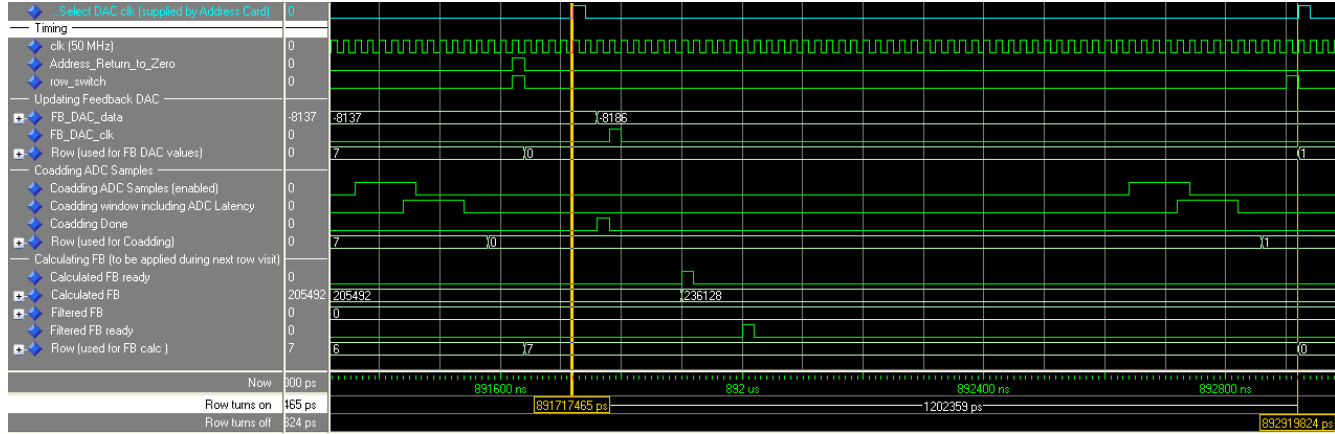 ...Select DAC clk (supplied by Address Card) 0
Timing
clk (50 MHz) 0
Address_Return_to_Zero 0
row_switch 0
Updating Feedback DAC
FB_DAC_data -8137 -8137 -8186
FB_DAC_clk 0
Row (used for FB DAC values) 0 7 0 1
Coadding ADC Samples
Coadding ADC Samples (enabled) 0
Coadding window including ADC Latency 0
Coadding Done 0
Row (used for Coadding) 0 7 0 1
Calculating FB (to be applied during next row visit)
Calculated FB ready 0
Calculated FB 205492 205492 236128
Filtered FB 0 0
Filtered FB ready 0
Row (used for FB calc ) 7 6 7 0
Now 000 ps 891600 ns 892 us 892400 ns 892800 ns
Row turns on 465 ps 891717465 ps 1202359 ps
Row turns off 824 ps 892919824 ps